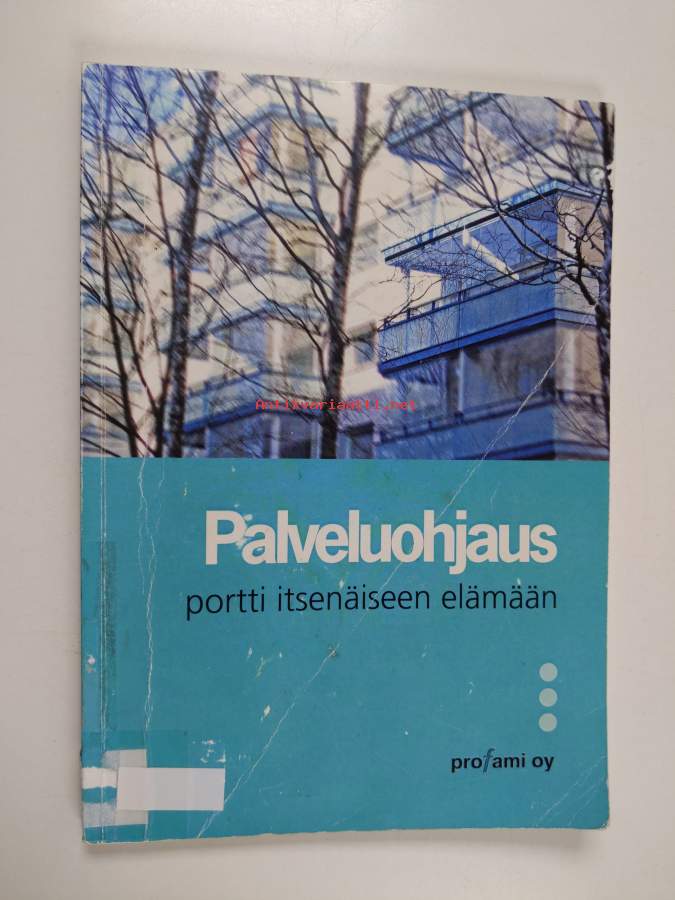 Antikvariaatti.net
Palveluohjaus
portti itsenäiseen elämään
profami oy